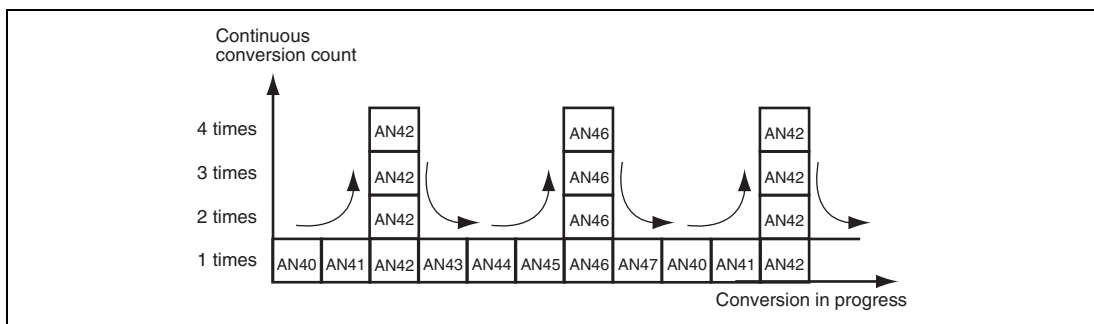 Continuous
conversion count
4 times AN42 AN46 AN42
3 times AN42 AN46 AN42
2 times AN42 AN46 AN42
1 times AN40 AN41 AN42 AN43 AN44 AN45 AN46 AN47 AN40 AN41 AN42
Conversion in progress